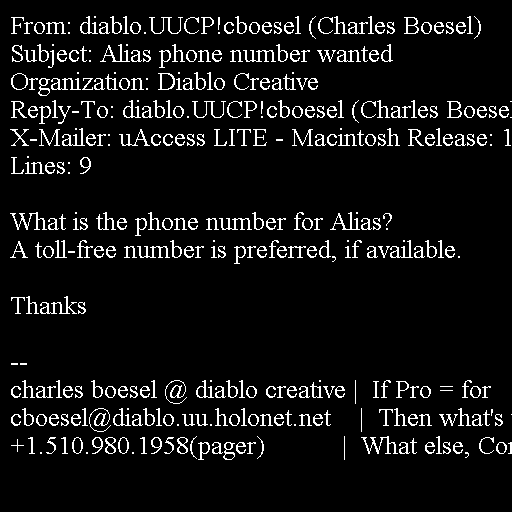 From: diablo.UUCP!cboesel (Charles Boesel)
Subject: Alias phone number wanted
Organization: Diablo Creative
Reply-To: diablo.UUCP!cboesel (Charles Boesel
X-Mailer: uAccess LITE - Macintosh Release: 1
Lines: 9

What is the phone number for Alias?
A toll-free number is preferred, if available.

Thanks

--
charles boesel @ diablo creative | If Pro = for
cboesel@diablo.uu.holonet.net | Then what's
+1.510.980.1958(pager) | What else, Con